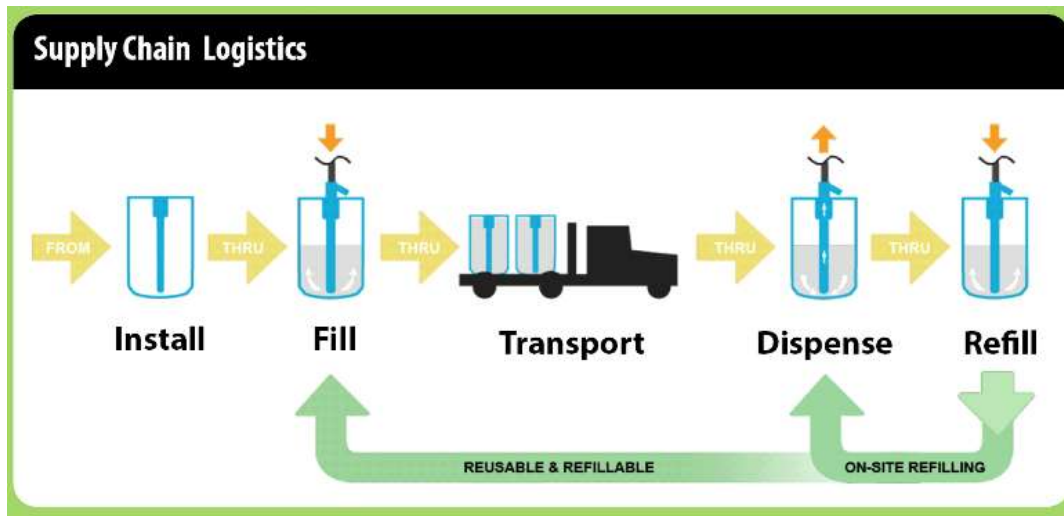 Supply Chain Logistics
FROM
THRU
THRU
THRU
THRU
Install
Fill
Transport
Dispense
Refill
REUSABLE & REFILLABLE
ON-SITE REFILLING